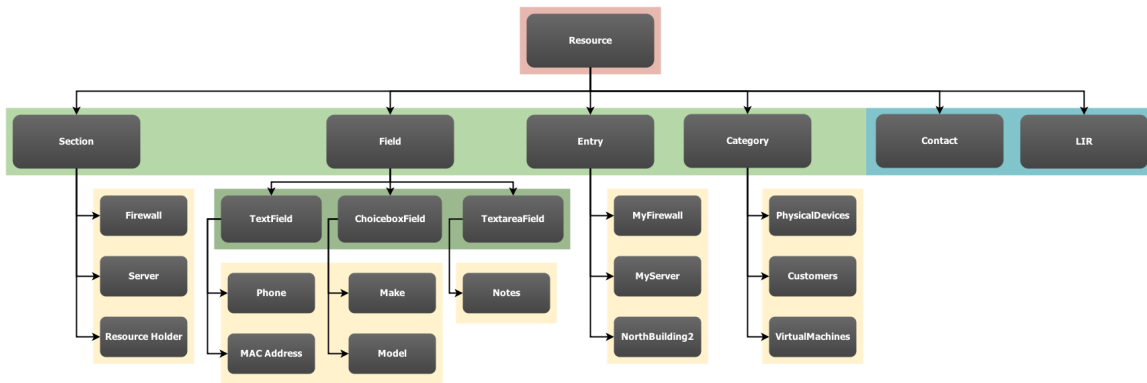 Resource
Section
Field
Entry
Category
Contact
LIR
Firewall
TextField
ChoiceboxField
TextareaField
MyFirewall
PhysicalDevices
Server
Phone
Make
Notes
MyServer
Customers
Resource Holder
MAC Address
Model
NorthBuilding2
VirtualMachines